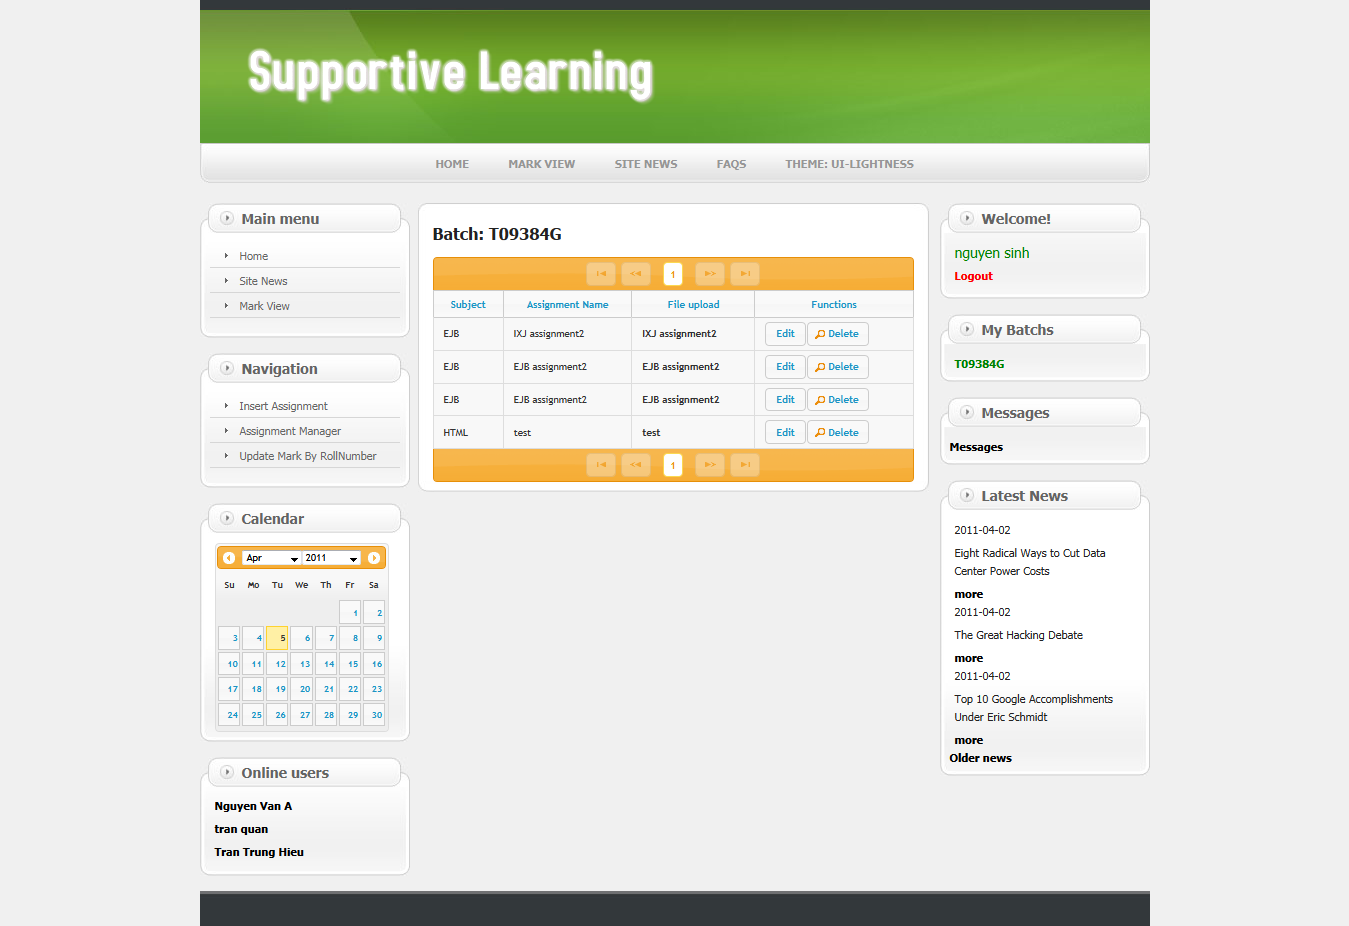 Supportive Learning
HOME MARK VIEW SITE NEWS FAQS THEME: UI-LIGHTNESS
Main menu
Home
Site News
Mark View
Navigation
Insert Assignment
Assignment Manager
Update Mark By RollNumber
Calendar
Apr 2011
Su Mo Tu We Th Fr Sa
1 2
3 4 5 6 7 8 9
10 11 12 13 14 15 16
17 18 19 20 21 22 23
24 25 26 27 28 29 30
Online users
Nguyen Van A
tran quan
Tran Trung Hieu
Batch: T09384G
1
Subject Assignment Name File upload Functions
EJB IXJ assignment2 IXJ assignment2 Edit Delete
EJB EJB assignment2 EJB assignment2 Edit Delete
EJB EJB assignment2 EJB assignment2 Edit Delete
HTML test test Edit Delete
1
Welcome!
nguyen sinh
Logout
My Batchs
T09384G
Messages
Messages
Latest News
2011-04-02
Eight Radical Ways to Cut Data
Center Power Costs
more
2011-04-02
The Great Hacking Debate
more
2011-04-02
Top 10 Google Accomplishments
Under Eric Schmidt
more
Older news